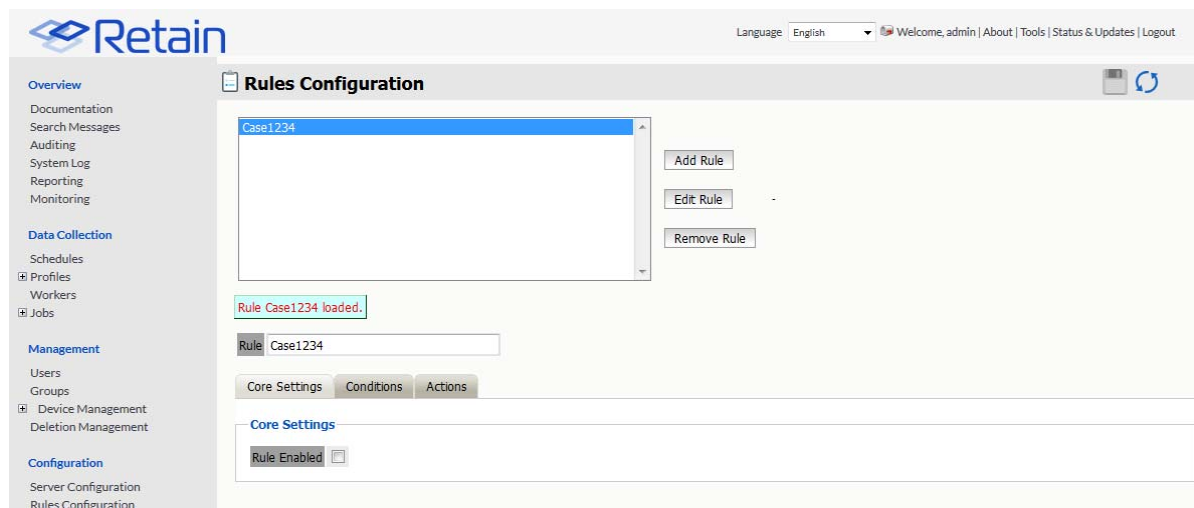 Retain
Language English Welcome, admin | About | Tools | Status & Updates | Logout
Overview
Documentation
Search Messages
Auditing
System Log
Reporting
Monitoring
Data Collection
Schedules
Profiles
Workers
Jobs
Management
Users
Groups
Device Management
Deletion Management
Configuration
Server Configuration
Rules Configuration
Rules Configuration
Case1234
Add Rule
Edit Rule -
Remove Rule
Rule Case1234 loaded.
Rule Case1234
Core Settings Conditions Actions
Core Settings
Rule Enabled